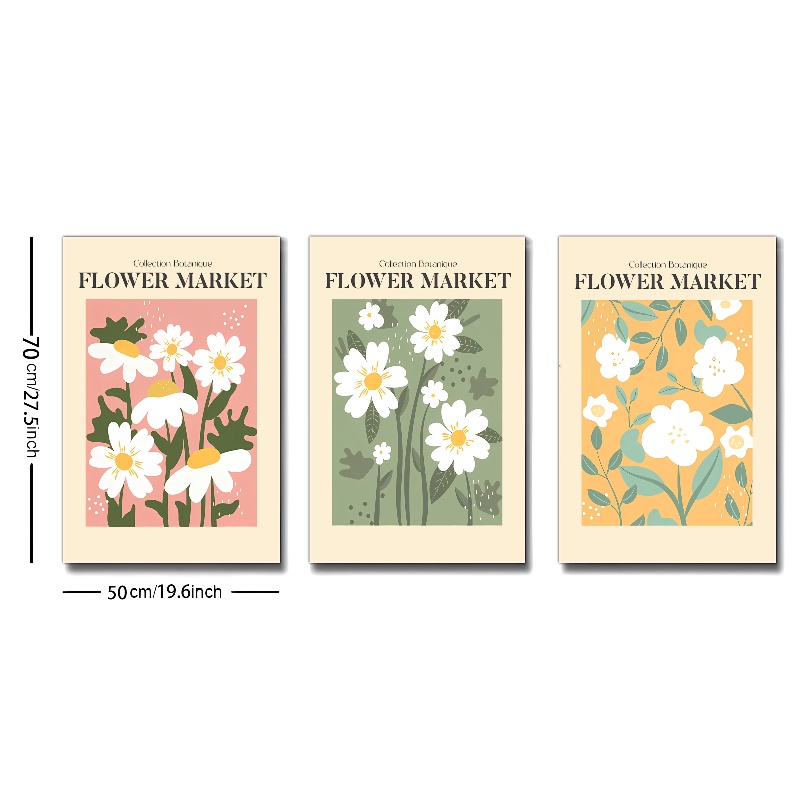 Collection Botanique
FLOWER MARKET
Collection Botanique
FLOWER MARKET
Collection Botanique
FLOWER MARKET
70cm/27.5inch
50cm/19.6inch